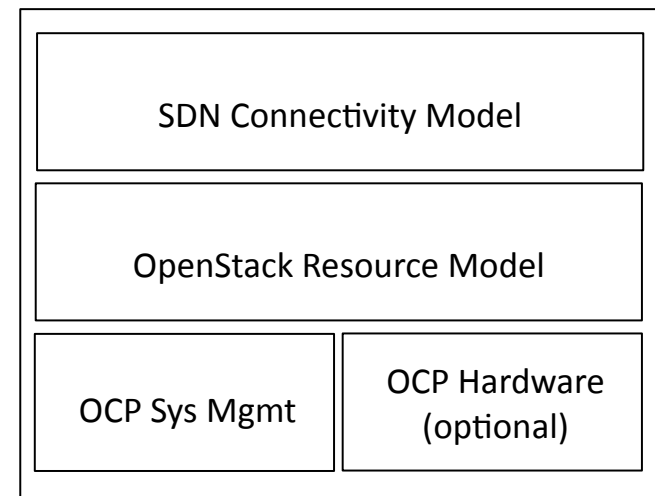 SDN Connectivity Model
OpenStack Resource Model
OCP Sys Mgmt
OCP Hardware
(optional)